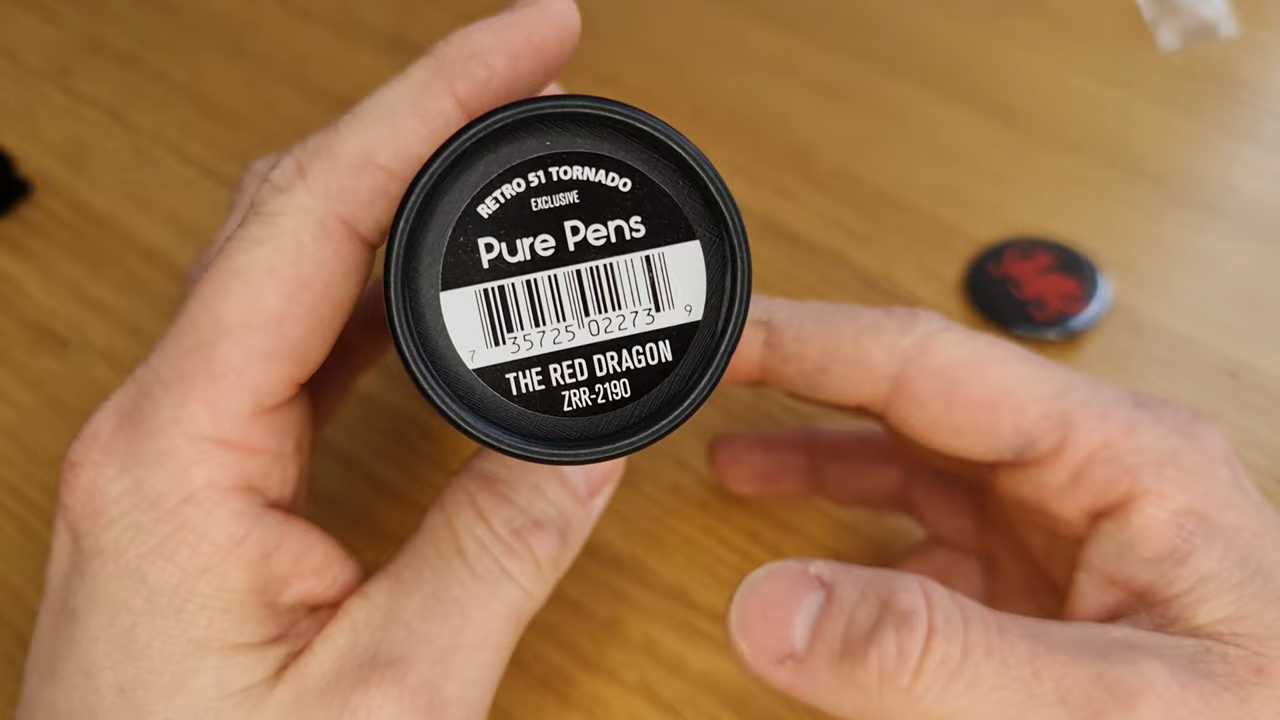 RETRO 51 TORNADO
EXCLUSIVE
Pure Pens
7 35725 02273 9
THE RED DRAGON
ZRR-2190